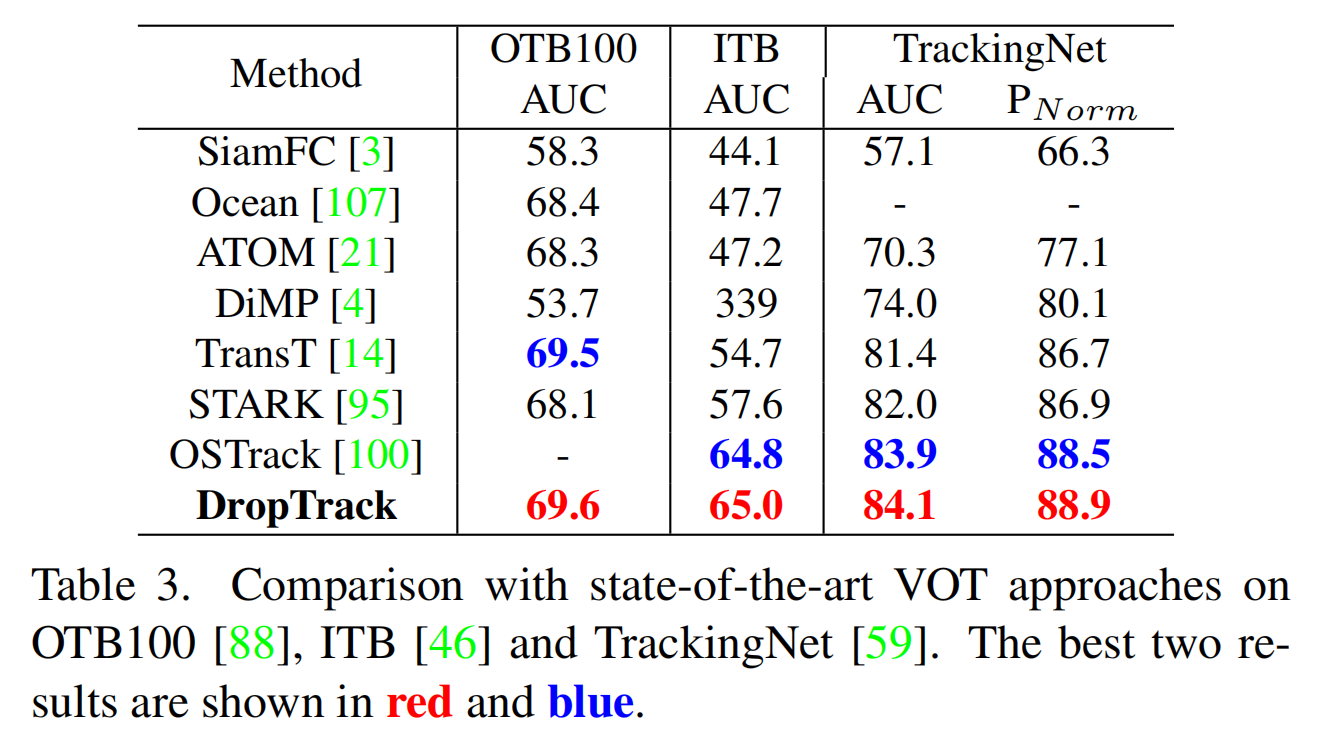 Method OTB100 ITB TrackingNet
AUC AUC AUC P_Norm
SiamFC [3] 58.3 44.1 57.1 66.3
Ocean [107] 68.4 47.7 - -
ATOM [21] 68.3 47.2 70.3 77.1
DiMP [4] 53.7 339 74.0 80.1
TransT [14] 69.5 54.7 81.4 86.7
STARK [95] 68.1 57.6 82.0 86.9
OSTrack [100] - 64.8 83.9 88.5
DropTrack 69.6 65.0 84.1 88.9
Table 3. Comparison with state-of-the-art VOT approaches on
OTB100 [88], ITB [46] and TrackingNet [59]. The best two re-
sults are shown in red and blue.